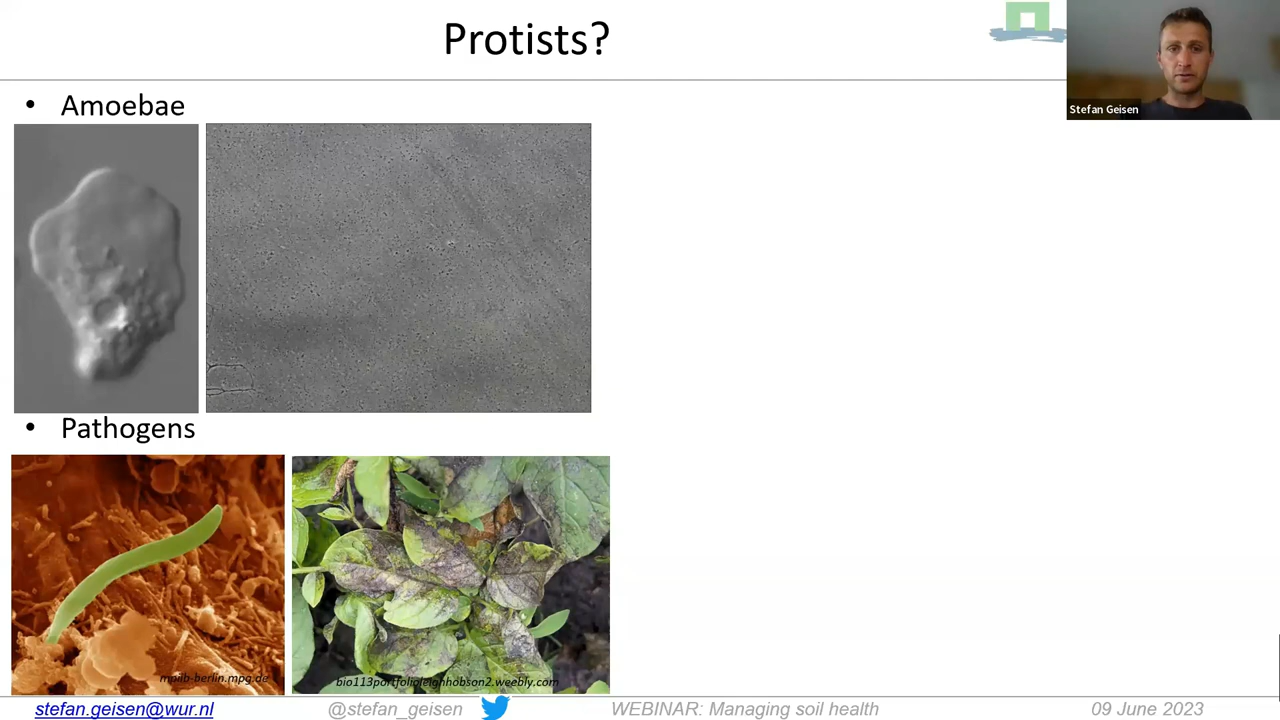 Protists?
Stefan Geisen
• Amoebae
• Pathogens
mpiib-berlin.mpg.de
bio113portfolioleighhobson2.weebly.com
stefan.geisen@wur.nl
@stefan_geisen
WEBINAR: Managing soil health
09 June 2023